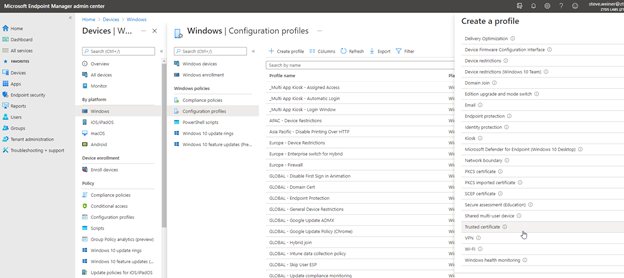 Microsoft Endpoint Manager admin center
Home
Dashboard
All services
FAVORITES
Devices
Apps
Endpoint security
Reports
Users
Groups
Tenant administration
Troubleshooting + support
Home > Devices > Windows
Devices | W...
Search (Ctrl+/)
Overview
All devices
Monitor
By platform
Windows
iOS/iPadOS
macOS
Android
Device enrollment
Enroll devices
Policy
Compliance policies
Conditional access
Configuration profiles
Scripts
Group Policy analytics (preview)
Windows 10 update rings
Windows 10 feature updates (...
Update policies for iOS/iPadOS
Windows | Configuration profiles
Search (Ctrl+/)
Windows devices
Windows enrollment
Windows policies
Compliance policies
Configuration profiles
PowerShell scripts
Windows 10 update rings
Windows 10 feature updates (Pre...
Create profile
Columns
Refresh
Export
Filter
Search by name
Profile name
_Multi App Kiosk - Assigned Access
_Multi App Kiosk - Automatic Login
_Multi App Kiosk - Login Window
APAC - Device Restrictions
Asia Pacific - Disable Printing Over HTTP
Europe - Device Restrictions
Europe - Enterprise switch for Hybrid
Europe - Firewall
GLOBAL - Disable First Sign in Animation
GLOBAL - Domain Cert
GLOBAL - Endpoint Protection
GLOBAL - General Device Restrictions
GLOBAL - Google Update ADMX
GLOBAL - Google Update Policy (Chrome)
GLOBAL - Hybrid join
GLOBAL - Intune data collection policy
GLOBAL - Skip User ESP
GLOBAL - Update compliance monitoring
Create a profile
Delivery Optimization
Device Firmware Configuration Interface
Device restrictions
Device restrictions (Windows 10 Team)
Domain Join
Edition upgrade and mode switch
Email
Endpoint protection
Identity protection
Kiosk
Microsoft Defender for Endpoint (Windows 10 Desktop)
Network boundary
PKCS certificate
PKCS imported certificate
SCEP certificate
Secure assessment (Education)
Shared multi-user device
Trusted certificate
VPN
Wi-Fi
Windows health monitoring